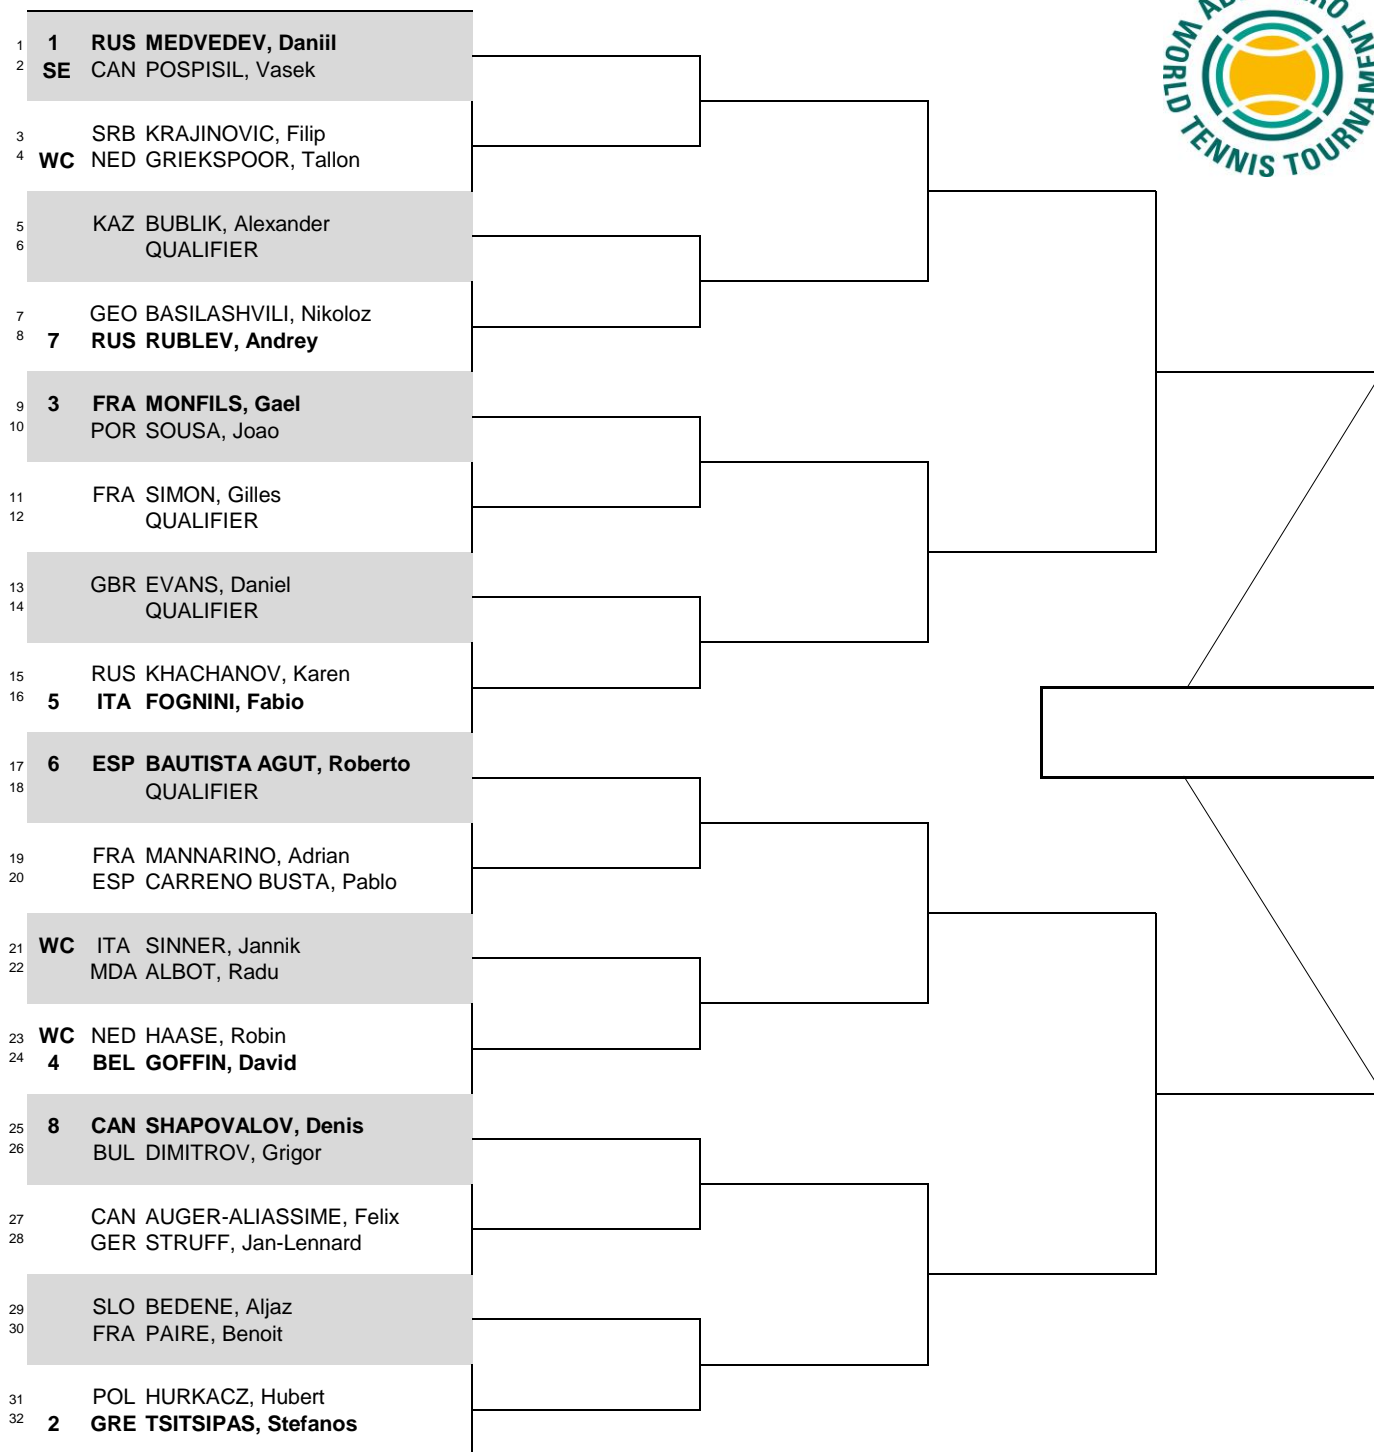 1 1 RUS MEDVEDEV, Daniil
2 SE CAN POSPISIL, Vasek
3 SRB KRAJINOVIC, Filip
4 WC NED GRIEKSPOOR, Tallon
5 KAZ BUBLIK, Alexander
6 QUALIFIER
7 GEO BASILASHVILI, Nikoloz
8 7 RUS RUBLEV, Andrey
9 3 FRA MONFILS, Gael
10 POR SOUSA, Joao
11 FRA SIMON, Gilles
12 QUALIFIER
13 GBR EVANS, Daniel
14 QUALIFIER
15 RUS KHACHANOV, Karen
16 5 ITA FOGNINI, Fabio
17 6 ESP BAUTISTA AGUT, Roberto
18 QUALIFIER
19 FRA MANNARINO, Adrian
20 ESP CARRENO BUSTA, Pablo
21 WC ITA SINNER, Jannik
22 MDA ALBOT, Radu
23 WC NED HAASE, Robin
24 4 BEL GOFFIN, David
25 8 CAN SHAPOVALOV, Denis
26 BUL DIMITROV, Grigor
27 CAN AUGER-ALIASSIME, Felix
28 GER STRUFF, Jan-Lennard
29 SLO BEDENE, Aljaz
30 FRA PAIRE, Benoit
31 POL HURKACZ, Hubert
32 2 GRE TSITSIPAS, Stefanos
WORLD TENNIS TOURNAMENT